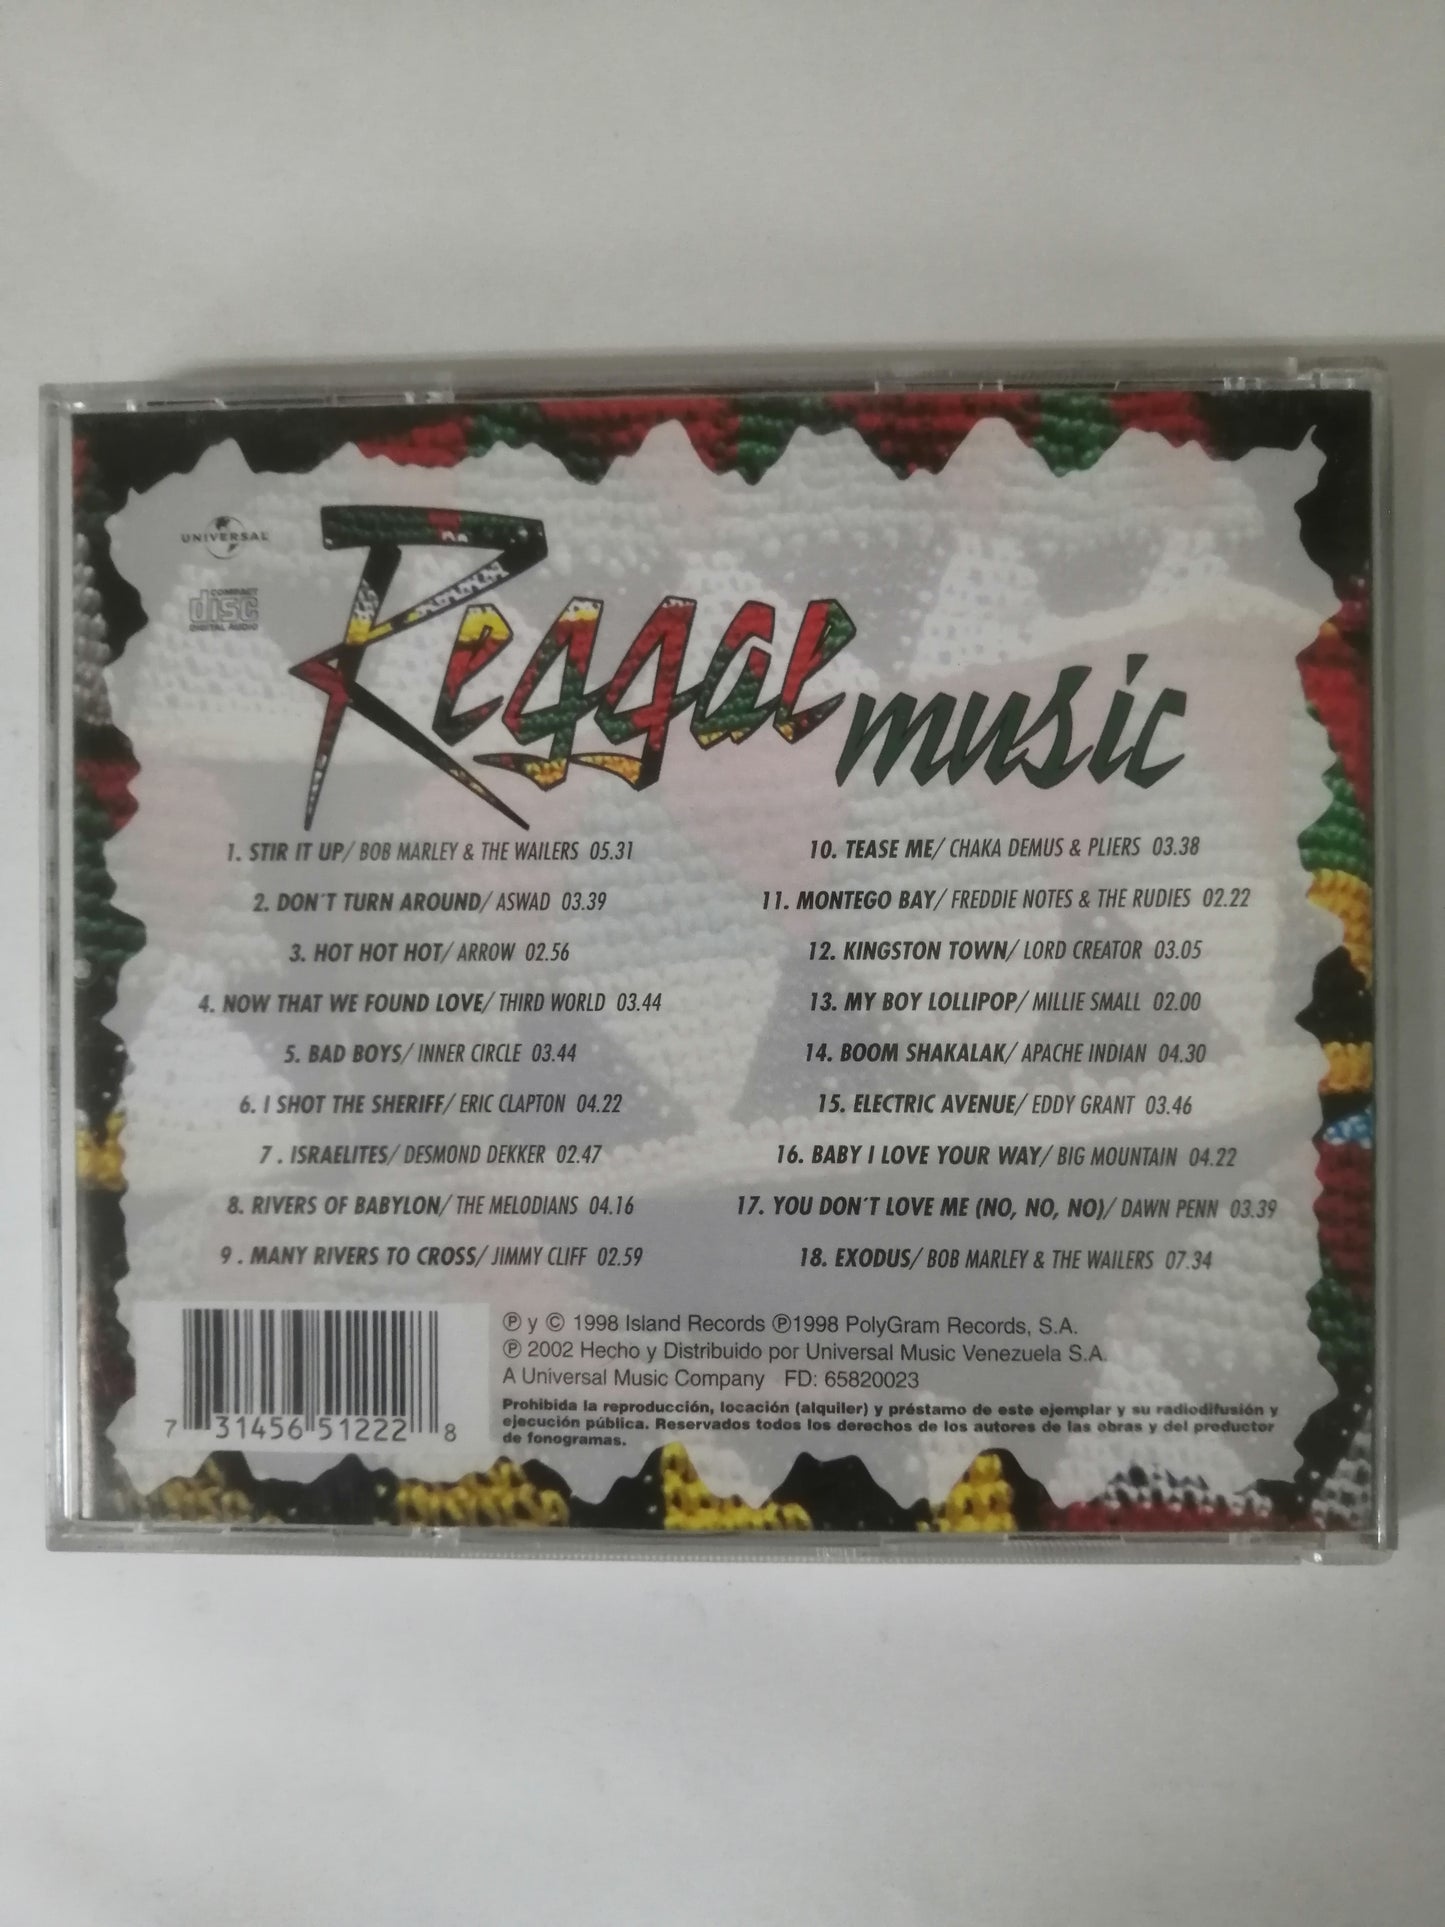 UNIVERSAL
COMPACT
disc
DIGITAL AUDIO
Reggae music
1. STIR IT UP/ BOB MARLEY & THE WAILERS 05.31
2. DON´T TURN AROUND/ ASWAD 03.39
3. HOT HOT HOT/ ARROW 02.56
4. NOW THAT WE FOUND LOVE/ THIRD WORLD 03.44
5. BAD BOYS/ INNER CIRCLE 03.44
6. I SHOT THE SHERIFF/ ERIC CLAPTON 04.22
7 . ISRAELITES/ DESMOND DEKKER 02.47
8. RIVERS OF BABYLON/ THE MELODIANS 04.16
9 . MANY RIVERS TO CROSS/ JIMMY CLIFF 02.59
10. TEASE ME/ CHAKA DEMUS & PLIERS 03.38
11. MONTEGO BAY/ FREDDIE NOTES & THE RUDIES 02.22
12. KINGSTON TOWN/ LORD CREATOR 03.05
13. MY BOY LOLLIPOP/ MILLIE SMALL 02.00
14. BOOM SHAKALAK/ APACHE INDIAN 04.30
15. ELECTRIC AVENUE/ EDDY GRANT 03.46
16. BABY I LOVE YOUR WAY/ BIG MOUNTAIN 04.22
17. YOU DON´T LOVE ME (NO, NO, NO)/ DAWN PENN 03.39
18. EXODUS/ BOB MARLEY & THE WAILERS 07.34
7 31456 51222 8
℗ y © 1998 Island Records ℗1998 PolyGram Records, S.A.
℗ 2002 Hecho y Distribuido por Universal Music Venezuela S.A.
A Universal Music Company FD: 65820023
Prohibida la reproducción, locación (alquiler) y préstamo de este ejemplar y su radiodifusión y
ejecución pública. Reservados todos los derechos de los autores de las obras y del productor
de fonogramas.